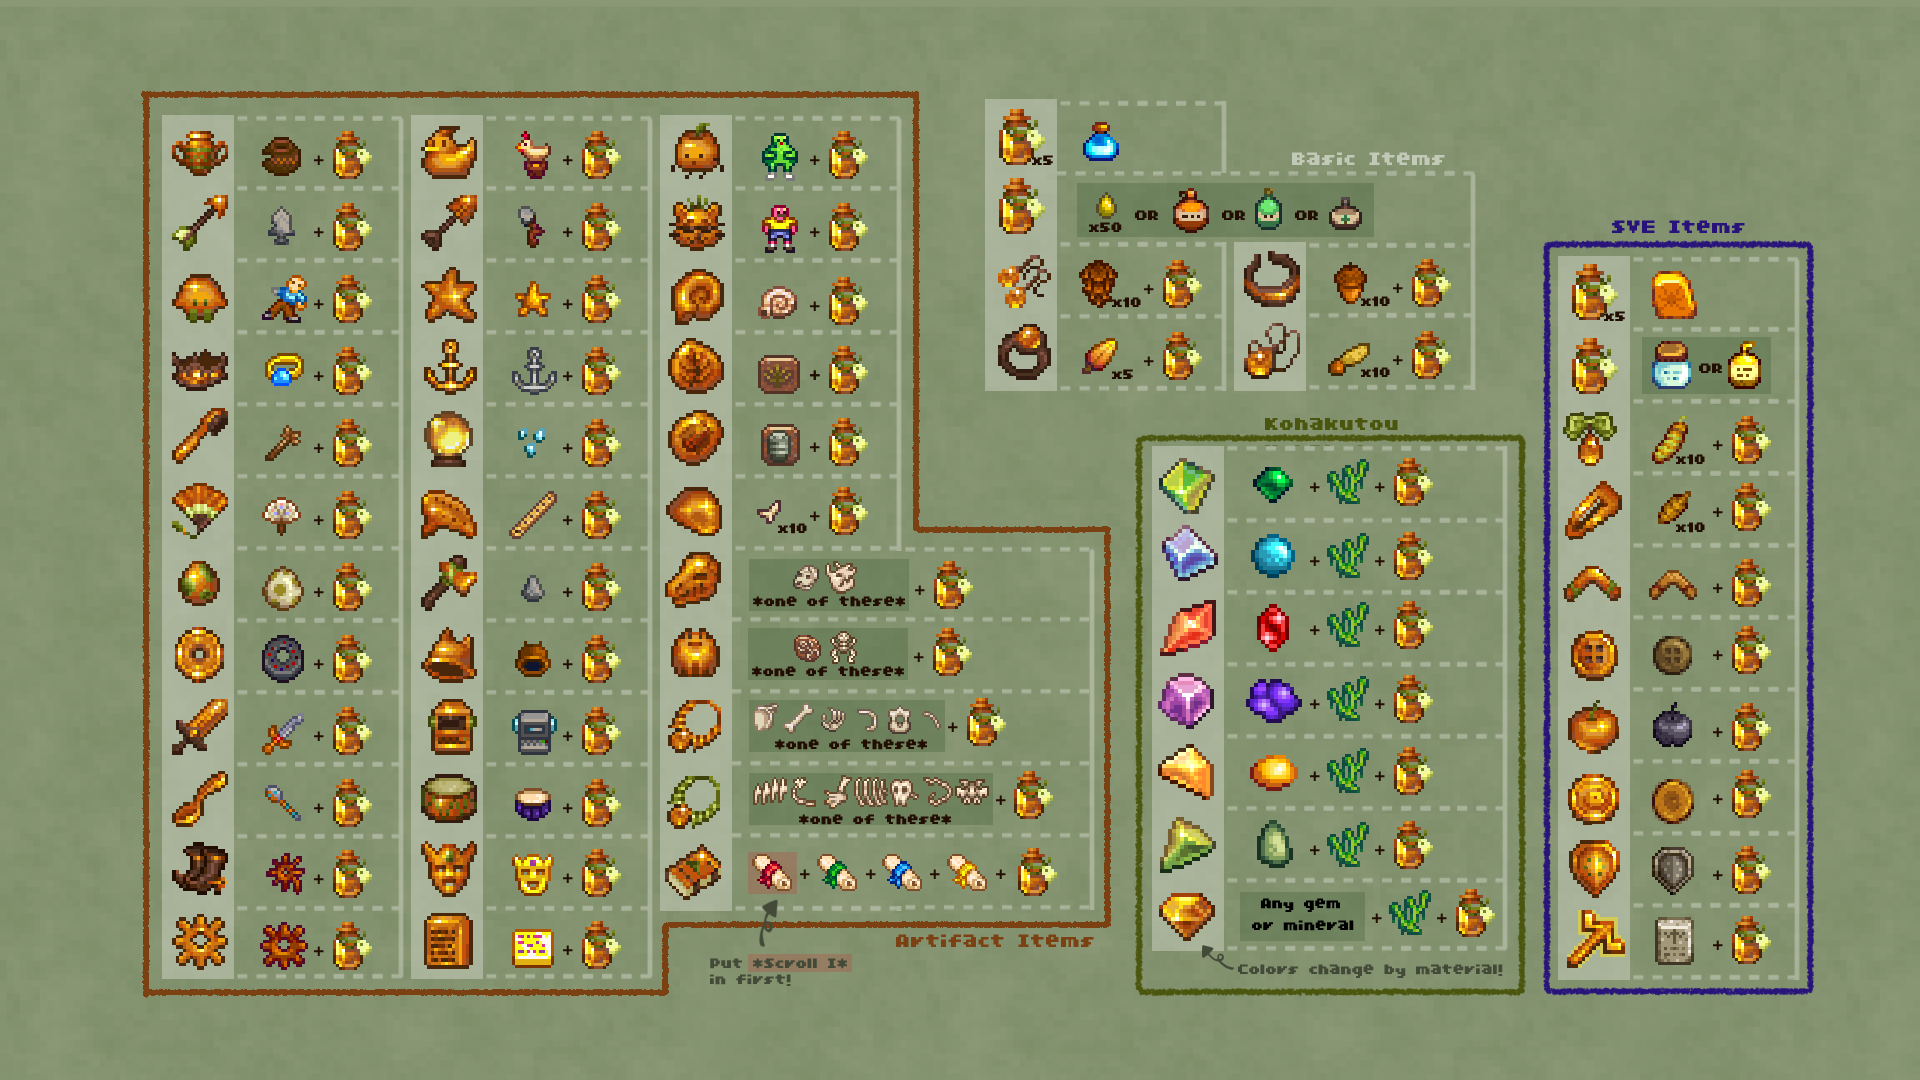 Basic Items
x5
x50 OR OR OR
x10 x10
x5 x10
x10
*one of these*
*one of these*
*one of these*
*one of these*
Artifact Items
Put *Scroll I*
in first!
Kohakutou
Any gem
or mineral
Colors change by material!
SVE Items
x5
OR
x10
x10